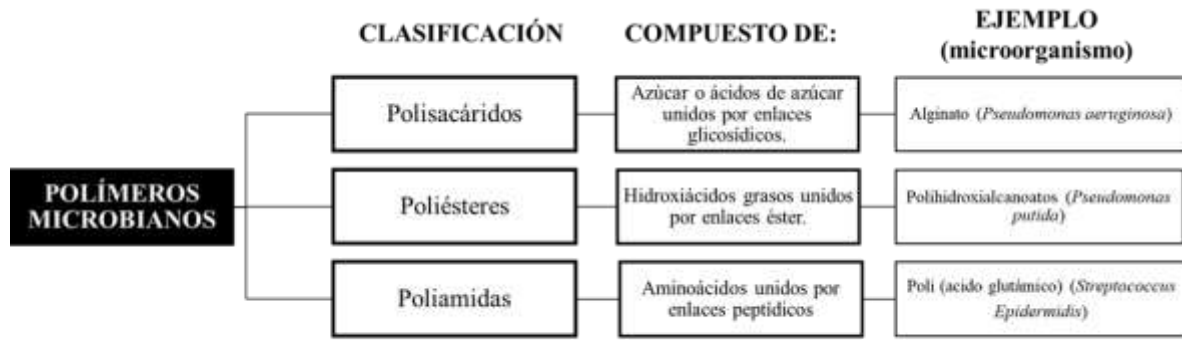 CLASIFICACIÓN
COMPUESTO DE:
EJEMPLO
(microorganismo)
POLÍMEROS
MICROBIANOS
Polisacáridos
Azúcar o ácidos de azúcar
unidos por enlaces
glicosídicos.
Alginato (Pseudomonas aeruginosa)
Poliésteres
Hidroxiácidos grasos unidos
por enlaces éster.
Polihidroxialcanoatos (Pseudomonas
putida)
Poliamidas
Aminoácidos unidos por
enlaces peptídicos
Poli (acido glutámico) (Streptococcus
Epidermidis)